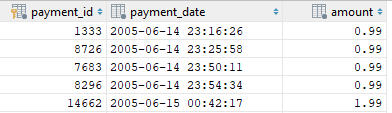 payment_id payment_date amount
1333 2005-06-14 23:16:26 0.99
8726 2005-06-14 23:25:58 0.99
7683 2005-06-14 23:50:11 0.99
8296 2005-06-14 23:54:34 0.99
14662 2005-06-15 00:42:17 1.99